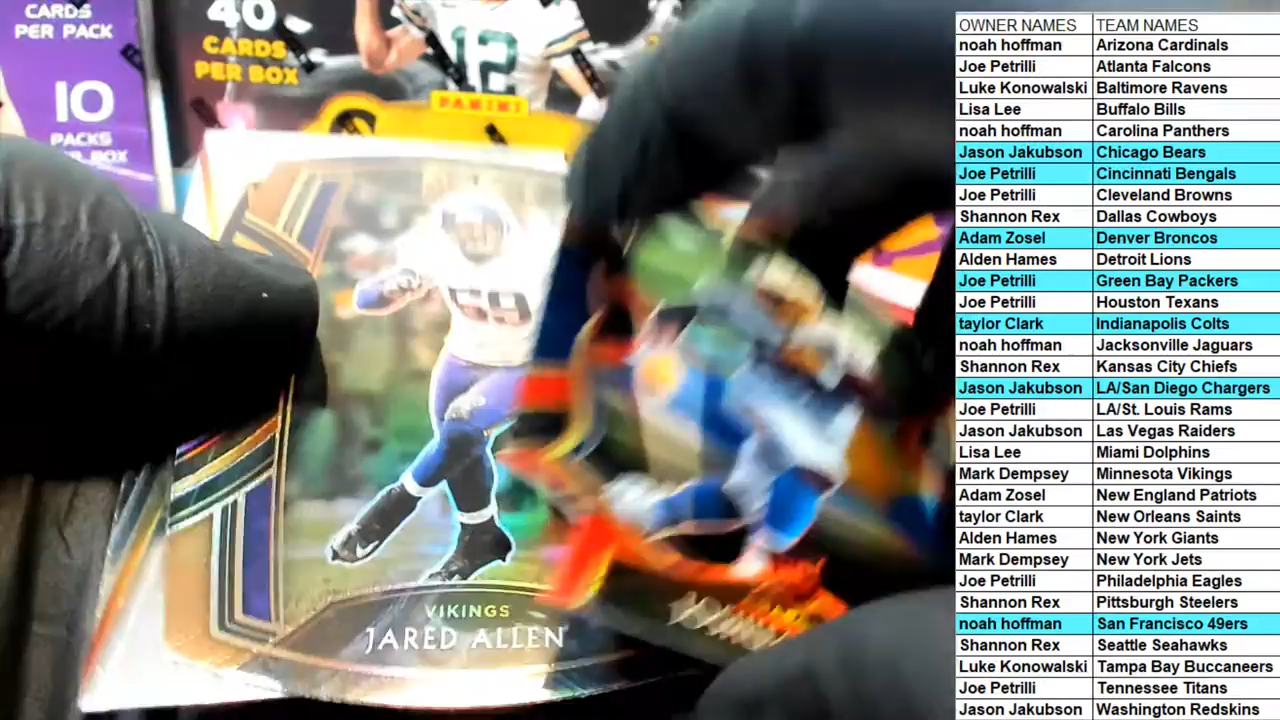 CARDS
PER PACK
10
PACKS
BOX
40
CARDS
PER BOX
12
PANINI
69
VIKINGS
JARED ALLEN
OWNER NAMES TEAM NAMES
noah hoffman Arizona Cardinals
Joe Petrilli Atlanta Falcons
Luke Konowalski Baltimore Ravens
Lisa Lee Buffalo Bills
noah hoffman Carolina Panthers
Jason Jakubson Chicago Bears
Joe Petrilli Cincinnati Bengals
Joe Petrilli Cleveland Browns
Shannon Rex Dallas Cowboys
Adam Zosel Denver Broncos
Alden Hames Detroit Lions
Joe Petrilli Green Bay Packers
Joe Petrilli Houston Texans
taylor Clark Indianapolis Colts
noah hoffman Jacksonville Jaguars
Shannon Rex Kansas City Chiefs
Jason Jakubson LA/San Diego Chargers
Joe Petrilli LA/St. Louis Rams
Jason Jakubson Las Vegas Raiders
Lisa Lee Miami Dolphins
Mark Dempsey Minnesota Vikings
Adam Zosel New England Patriots
taylor Clark New Orleans Saints
Alden Hames New York Giants
Mark Dempsey New York Jets
Joe Petrilli Philadelphia Eagles
Shannon Rex Pittsburgh Steelers
noah hoffman San Francisco 49ers
Shannon Rex Seattle Seahawks
Luke Konowalski Tampa Bay Buccaneers
Joe Petrilli Tennessee Titans
Jason Jakubson Washington Redskins